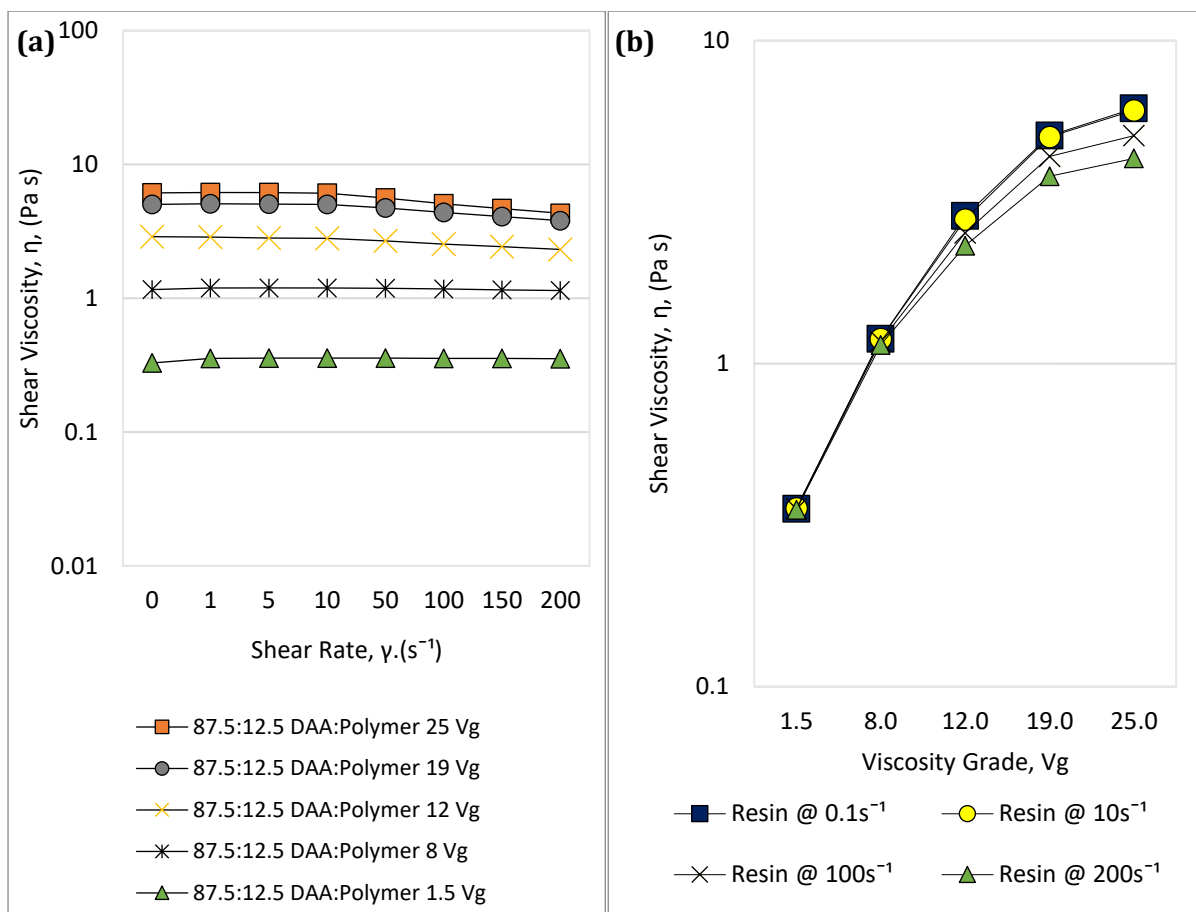 (a)
100
10
1
0.1
0.01
Shear Viscosity, η, (Pa s)
0 1 5 10 50 100 150 200
Shear Rate, γ.(s⁻¹)
87.5:12.5 DAA:Polymer 25 Vg
87.5:12.5 DAA:Polymer 19 Vg
87.5:12.5 DAA:Polymer 12 Vg
87.5:12.5 DAA:Polymer 8 Vg
87.5:12.5 DAA:Polymer 1.5 Vg
(b)
10
1
0.1
Shear Viscosity, η, (Pa s)
1.5 8.0 12.0 19.0 25.0
Viscosity Grade, Vg
Resin @ 0.1s⁻¹ Resin @ 10s⁻¹
Resin @ 100s⁻¹ Resin @ 200s⁻¹